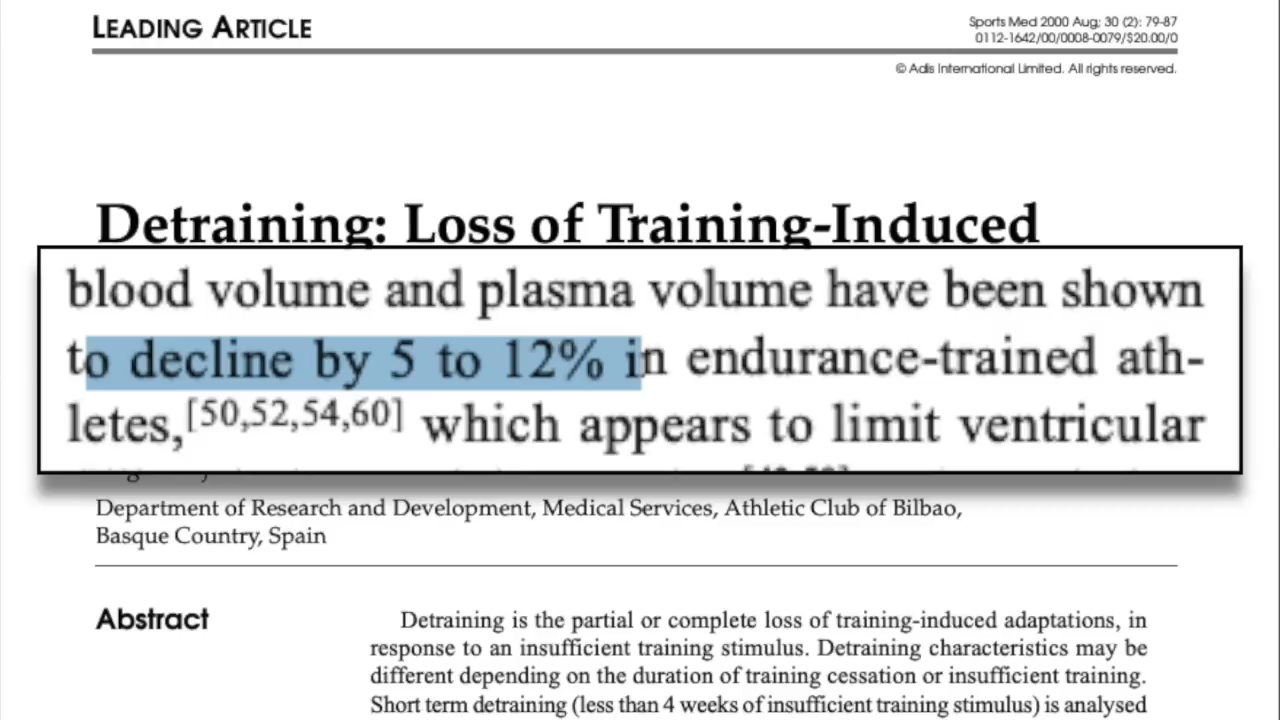 LEADING ARTICLE
Sports Med 2000 Aug; 30 (2): 79-87
0112-1642/00/0008-0079/$20.00/0
© Adis International Limited. All rights reserved.
Detraining: Loss of Training-Induced
blood volume and plasma volume have been shown
to decline by 5 to 12% in endurance-trained ath-
letes,[50,52,54,60] which appears to limit ventricular
Department of Research and Development, Medical Services, Athletic Club of Bilbao,
Basque Country, Spain
Abstract
Detraining is the partial or complete loss of training-induced adaptations, in
response to an insufficient training stimulus. Detraining characteristics may be
different depending on the duration of training cessation or insufficient training.
Short term detraining (less than 4 weeks of insufficient training stimulus) is analysed